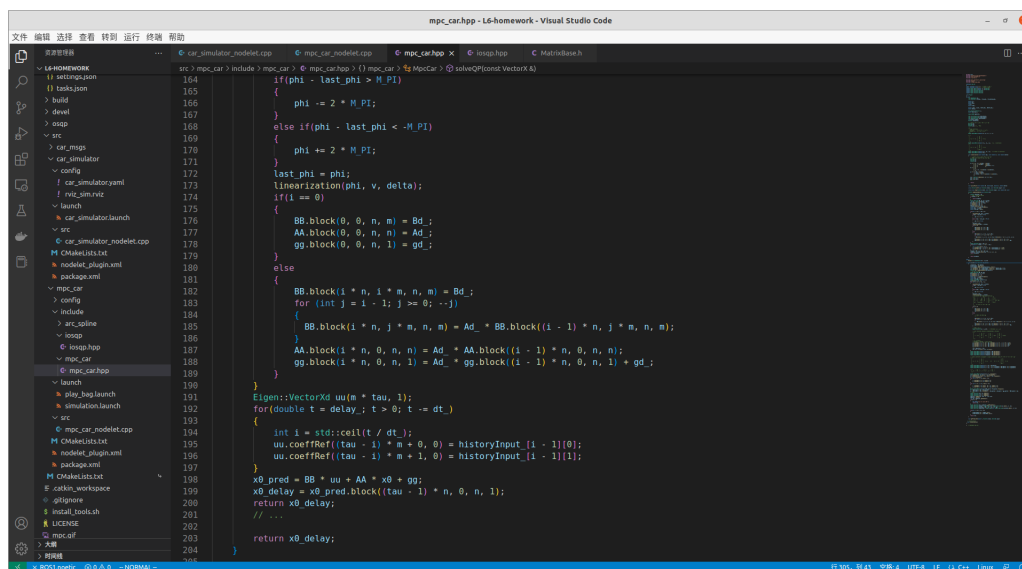 mpc_car.hpp - L6-homework - Visual Studio Code
文件 编辑 选择 查看 转到 运行 终端 帮助
资源管理器 ···
car_simulator_nodelet.cpp mpc_car_nodelet.cpp mpc_car.hpp × iosqp.hpp C MatrixBase.h
src > mpc_car > include > mpc_car > mpc_car.hpp > {} mpc_car > MpcCar > solveQP(const VectorX &)
L6-HOMEWORK
{} settings.json
{} tasks.json
> build
> devel
> osqp
src
> car_msgs
car_simulator
config
! car_simulator.yaml
! rviz_sim.rviz
launch
car_simulator.launch
src
car_simulator_nodelet.cpp
M CMakeLists.txt
nodelet_plugin.xml
package.xml
mpc_car
> config
include
> arc_spline
iosqp
iosqp.hpp
mpc_car
mpc_car.hpp
launch
play_bag.launch
simulation.launch
src
mpc_car_nodelet.cpp
M CMakeLists.txt
nodelet_plugin.xml
package.xml
M CMakeLists.txt
.catkin_workspace
.gitignore
$ install_tools.sh
LICENSE
mpc.gif
> 大纲
> 时间线
164 if(phi - last_phi > M_PI)
165 {
166 phi -= 2 * M_PI;
167 }
168 else if(phi - last_phi < -M_PI)
169 {
170 phi += 2 * M_PI;
171 }
172 last_phi = phi;
173 linearization(phi, v, delta);
174 if(i == 0)
175 {
176 BB.block(0, 0, n, m) = Bd_;
177 AA.block(0, 0, n, n) = Ad_;
178 gg.block(0, 0, n, 1) = gd_;
179 }
180 else
181 {
182 BB.block(i * n, i * m, n, m) = Bd_;
183 for (int j = i - 1; j >= 0; --j)
184 {
185 BB.block(i * n, j * m, n, m) = Ad_ * BB.block((i - 1) * n, j * m, n, m);
186 }
187 AA.block(i * n, 0, n, n) = Ad_ * AA.block((i - 1) * n, 0, n, n);
188 gg.block(i * n, 0, n, 1) = Ad_ * gg.block((i - 1) * n, 0, n, 1) + gd_;
189 }
190 }
191 Eigen::VectorXd uu(m * tau, 1);
192 for(double t = delay_; t > 0; t -= dt_)
193 {
194 int i = std::ceil(t / dt_);
195 uu.coeffRef((tau - i) * m + 0, 0) = historyInput_[i - 1][0];
196 uu.coeffRef((tau - i) * m + 1, 0) = historyInput_[i - 1][1];
197 }
198 x0_pred = BB * uu + AA * x0 + gg;
199 x0_delay = x0_pred.block((tau - 1) * n, 0, n, 1);
200 return x0_delay;
201 // ...
202
203 return x0_delay;
204 }
ROS1.noetic 0 0 -- NORMAL --
行 305, 列 43 空格: 4 UTF-8 LF C++ Linux